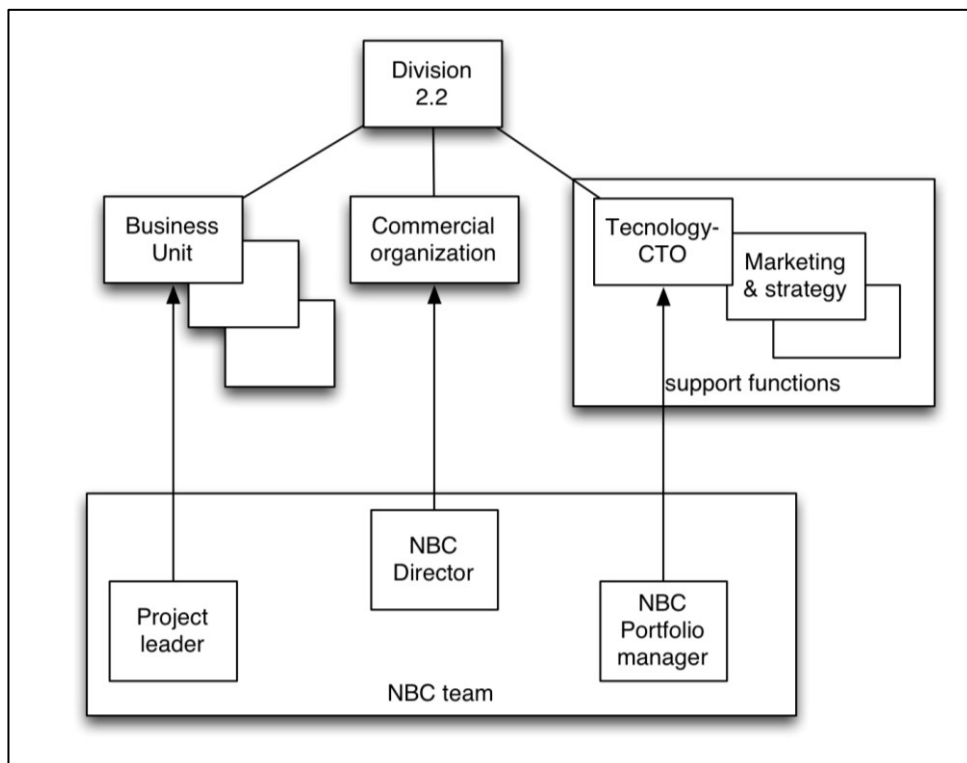 Division
2.2
Business
Unit
Commercial
organization
Tecnology-
CTO
Marketing
& strategy
support functions
NBC
Director
Project
leader
NBC
Portfolio
manager
NBC team